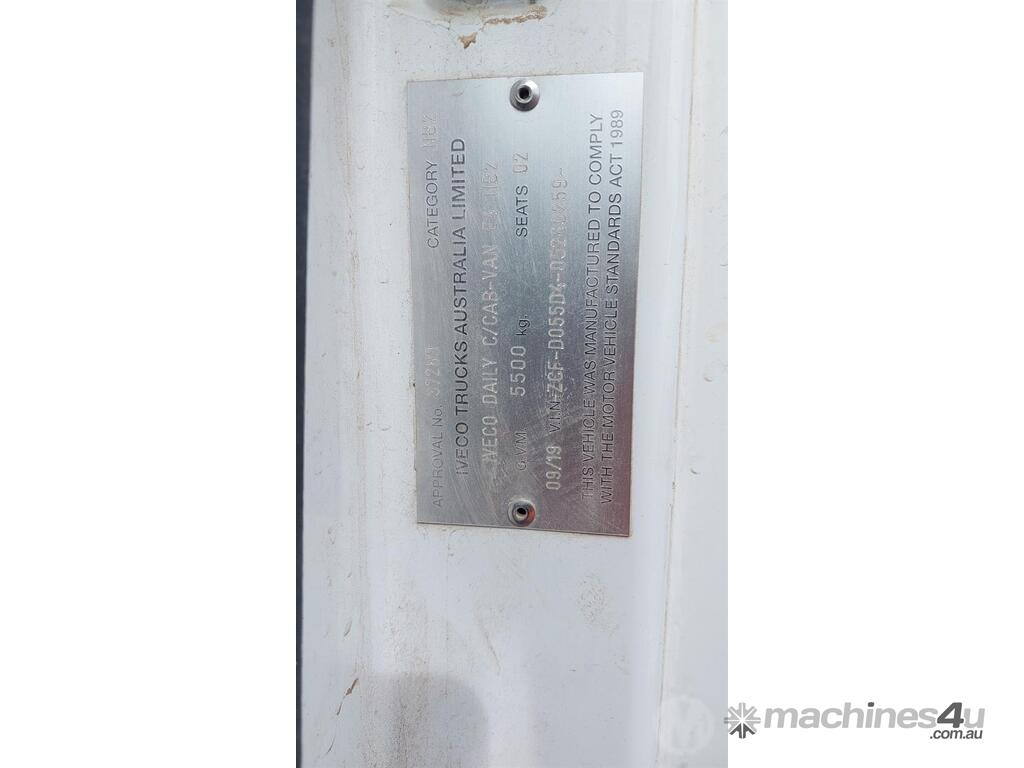 APPROVAL No. CATEGORY
IVECO TRUCKS AUSTRALIA LIMITED
IVECO DAILY C/CAB-VAN
G.V.M. 5500 kg. SEATS 02
09/19 V.I.N.
THIS VEHICLE WAS MANUFACTURED TO COMPLY
WITH THE MOTOR VEHICLE STANDARDS ACT 1989
machines4u
.com.au